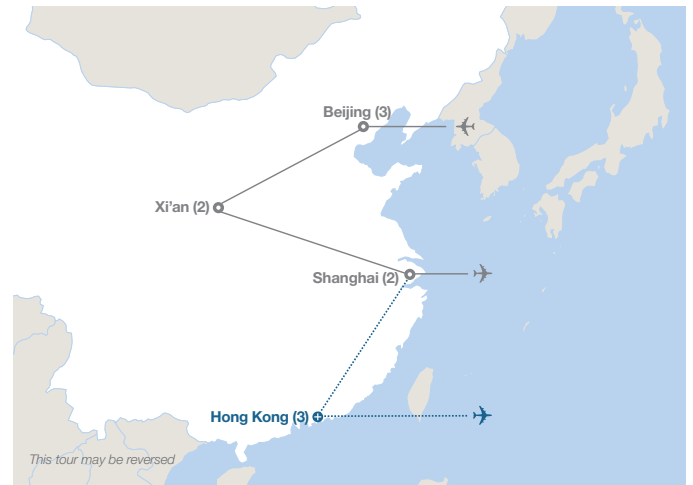 Beijing (3)
Xi’an (2)
Shanghai (2)
Hong Kong (3)
This tour may be reversed